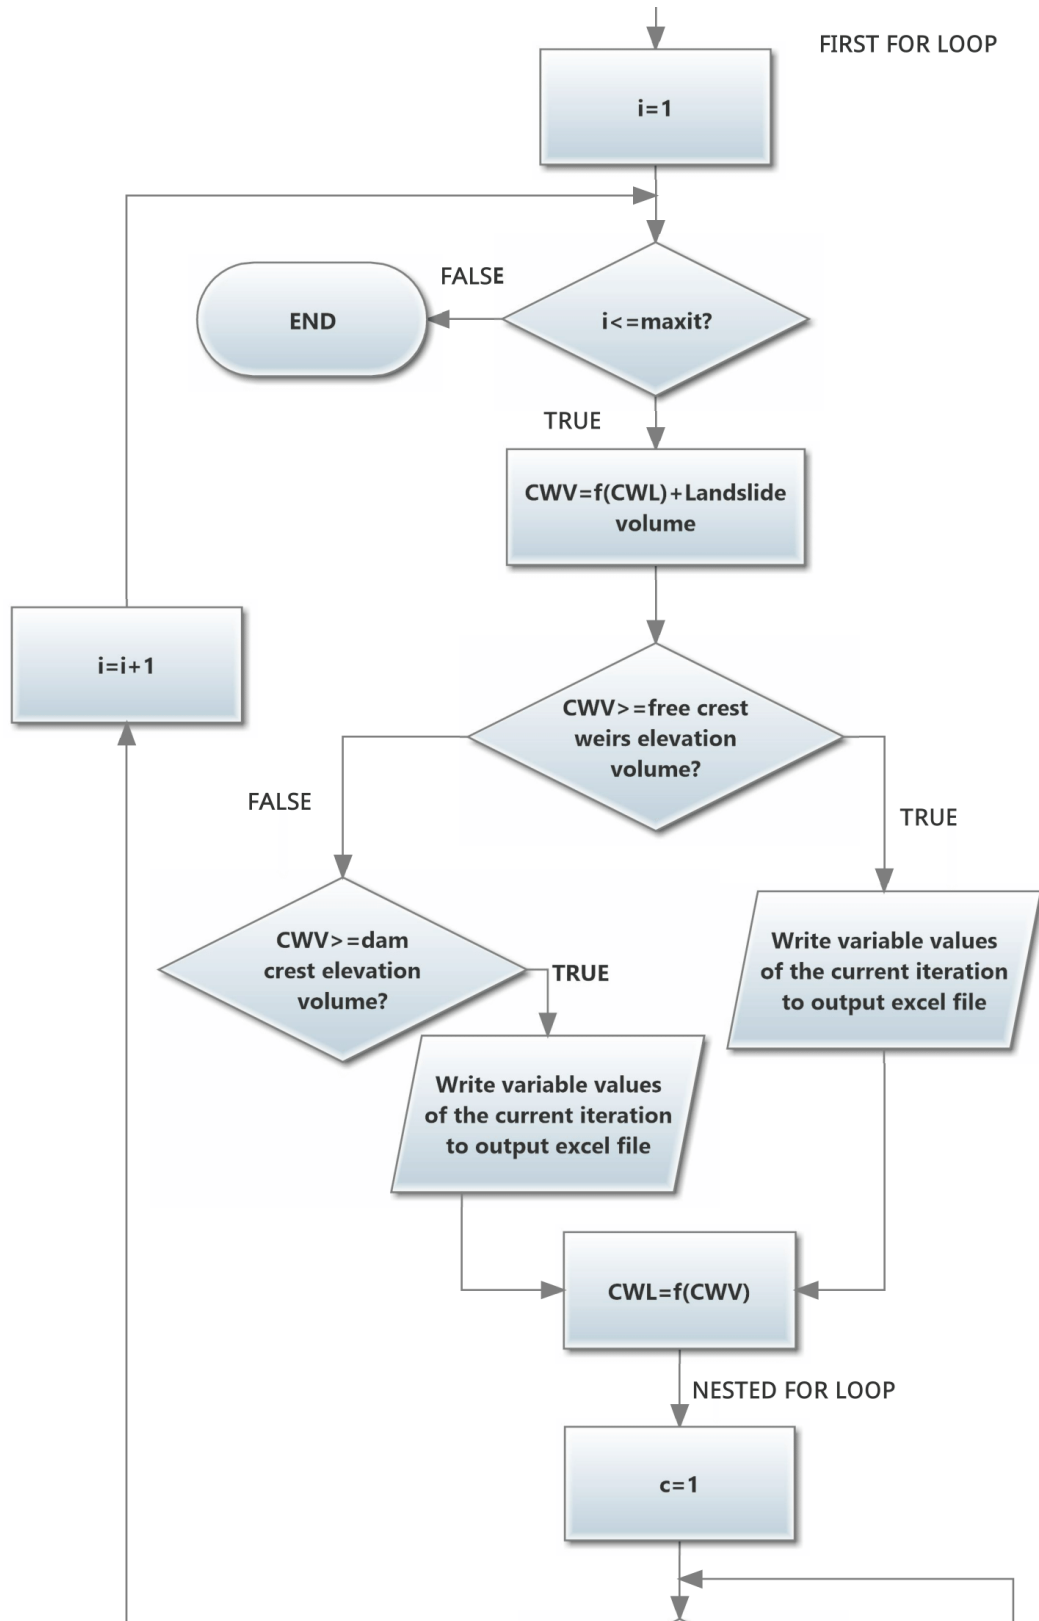 FIRST FOR LOOP
i=1
FALSE
END
i<=maxit?
TRUE
CWV=f(CWL)+Landslide
volume
i=i+1
CWV>=free crest
weirs elevation
volume?
FALSE
TRUE
CWV>=dam
crest elevation
volume?
TRUE
Write variable values
of the current iteration
to output excel file
Write variable values
of the current iteration
to output excel file
CWL=f(CWV)
NESTED FOR LOOP
c=1